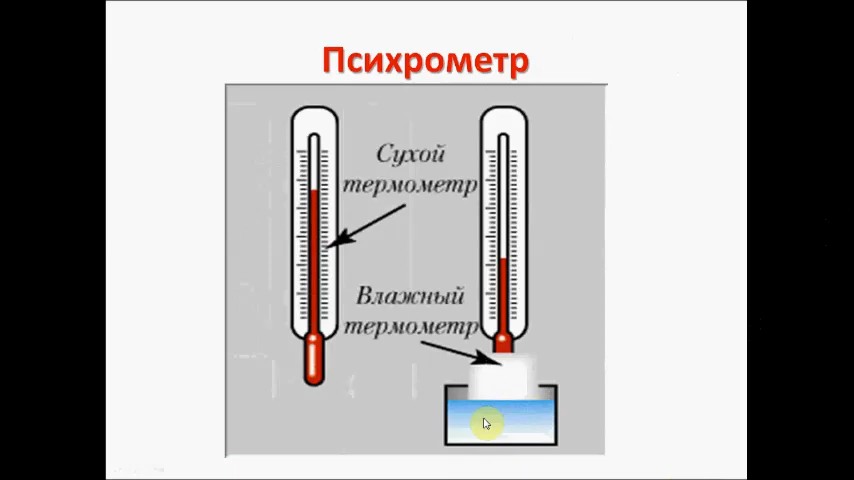 Психрометр
Сухой
термометр
Влажный
термометр